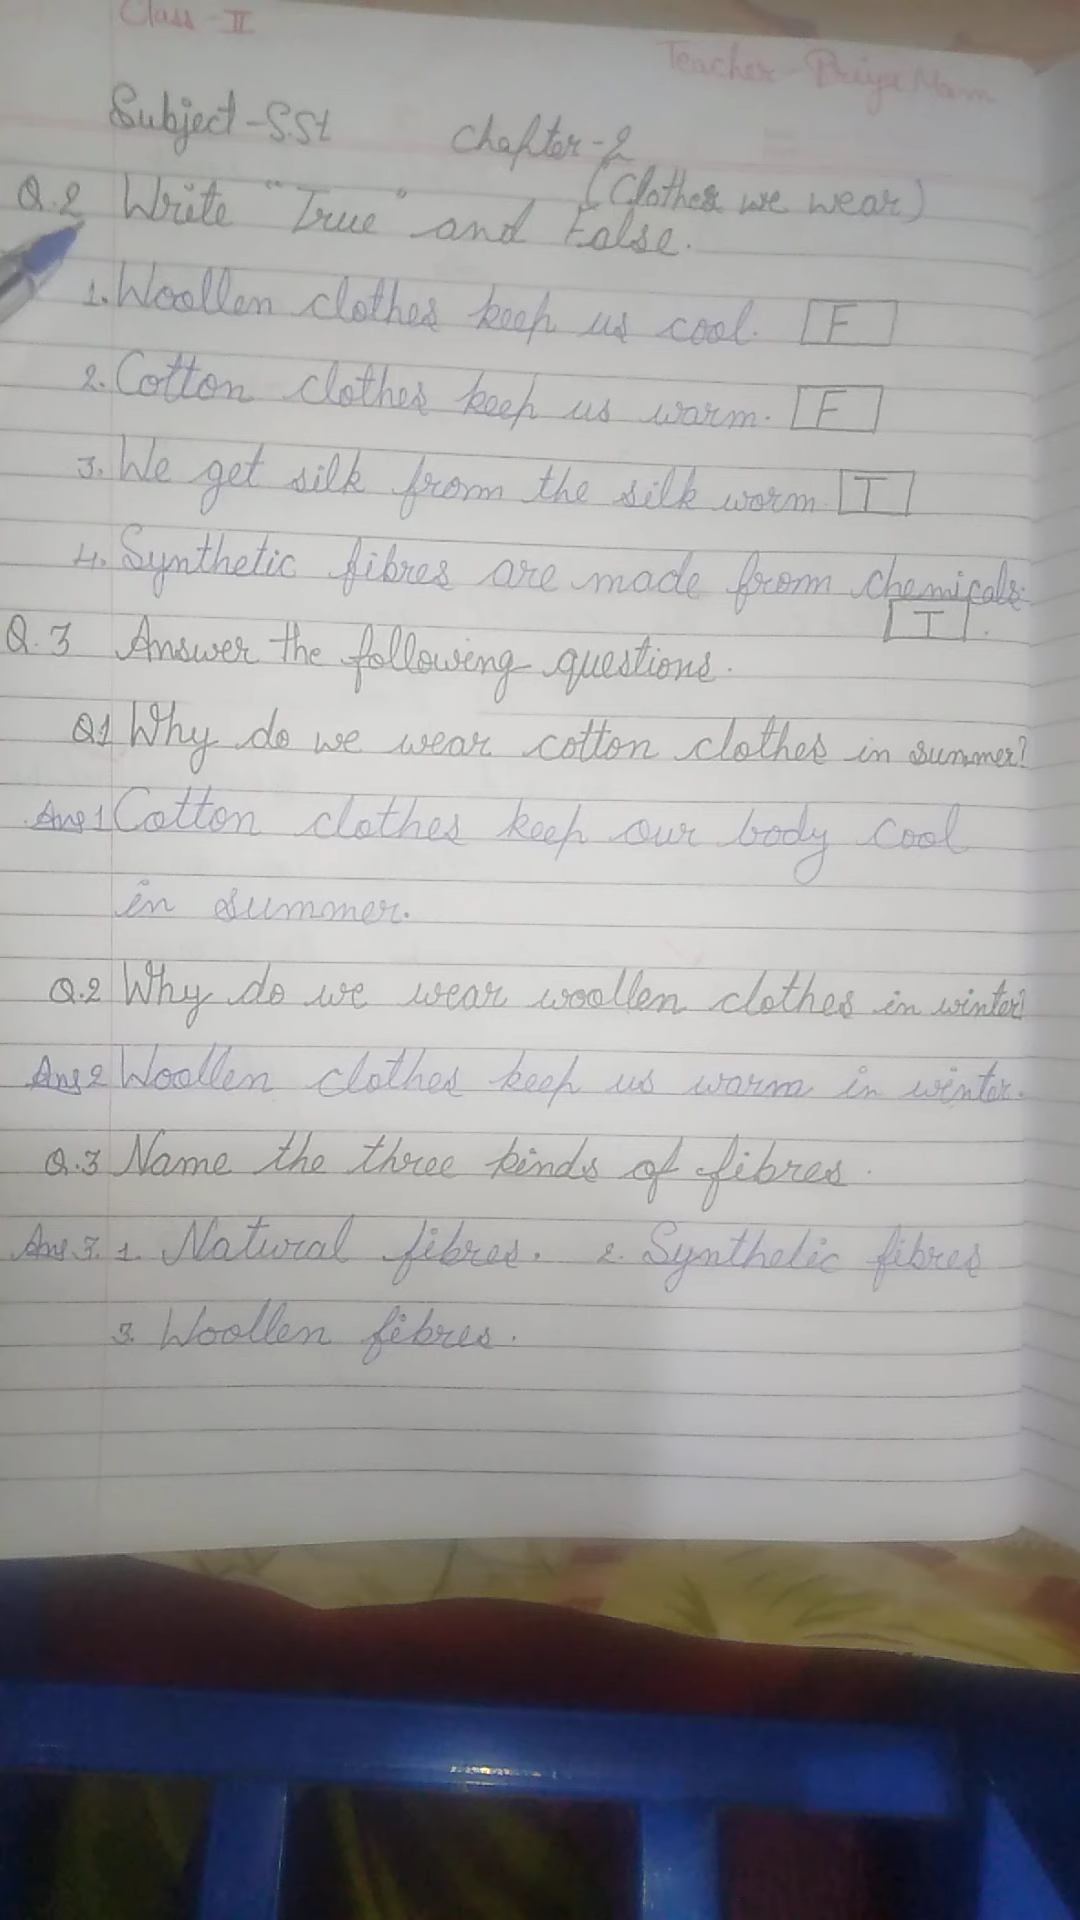 Class - II
Teacher - Priya Mam
Subject - S.St Chapter - 2
(Clothes we wear)
Q.2 Write "True" and False.
1. Woollen clothes keep us cool. F
2. Cotton clothes keep us warm. F
3. We get silk from the silk worm. T
4. Synthetic fibres are made from chemicals.
T.
Q.3 Answer the following questions.
Q1 Why do we wear cotton clothes in summer?
Ans 1 Cotton clothes keep our body cool
in summer.
Q.2 Why do we wear woollen clothes in winter?
Ans 2 Woollen clothes keep us warm in winter.
Q.3 Name the three kinds of fibres.
Ans 3. 1. Natural fibres. 2. Synthetic fibres
3. Woollen fibres.